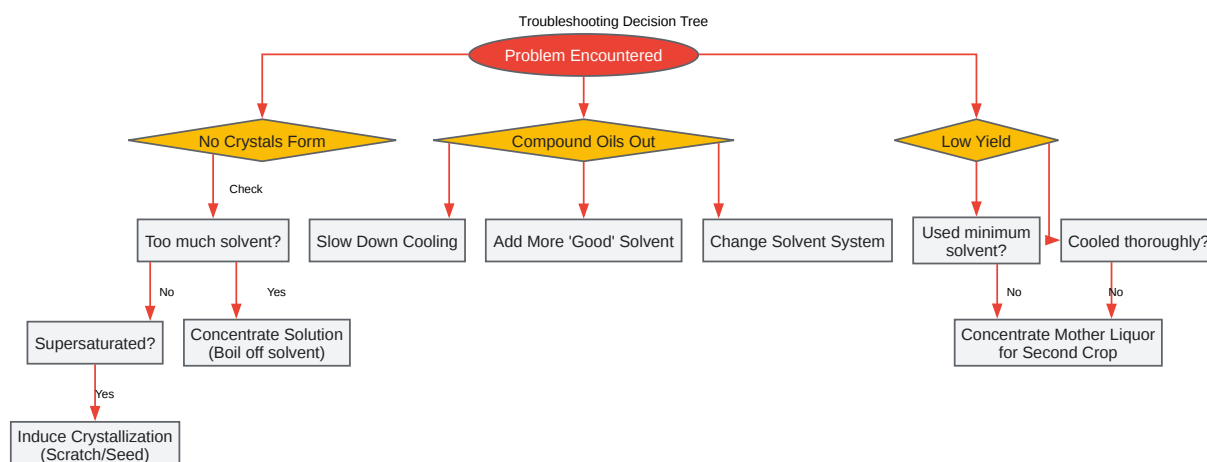 Troubleshooting Decision Tree
Problem Encountered
No Crystals Form
Compound Oils Out
Low Yield
Check
Too much solvent?
Slow Down Cooling
Add More 'Good' Solvent
Change Solvent System
Used minimum
solvent?
Cooled thoroughly?
No
Yes
No
No
Supersaturated?
Concentrate Solution
(Boil off solvent)
Concentrate Mother Liquor
for Second Crop
Yes
Induce Crystallization
(Scratch/Seed)